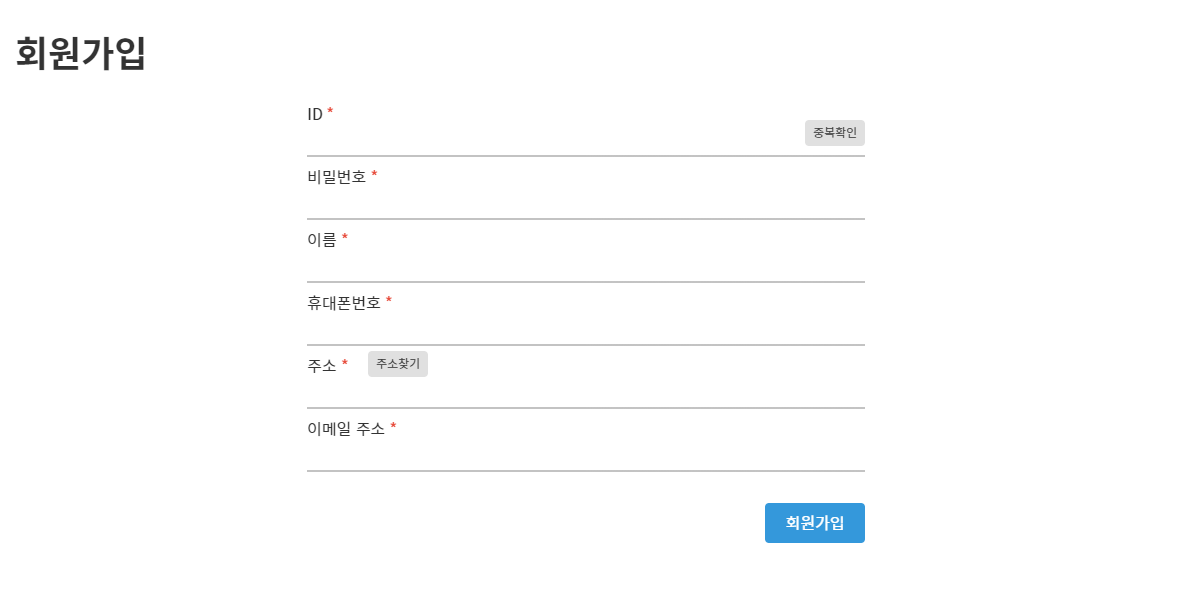 회원가입
ID *
중복확인
비밀번호 *
이름 *
휴대폰번호 *
주소 * 주소찾기
이메일 주소 *
회원가입